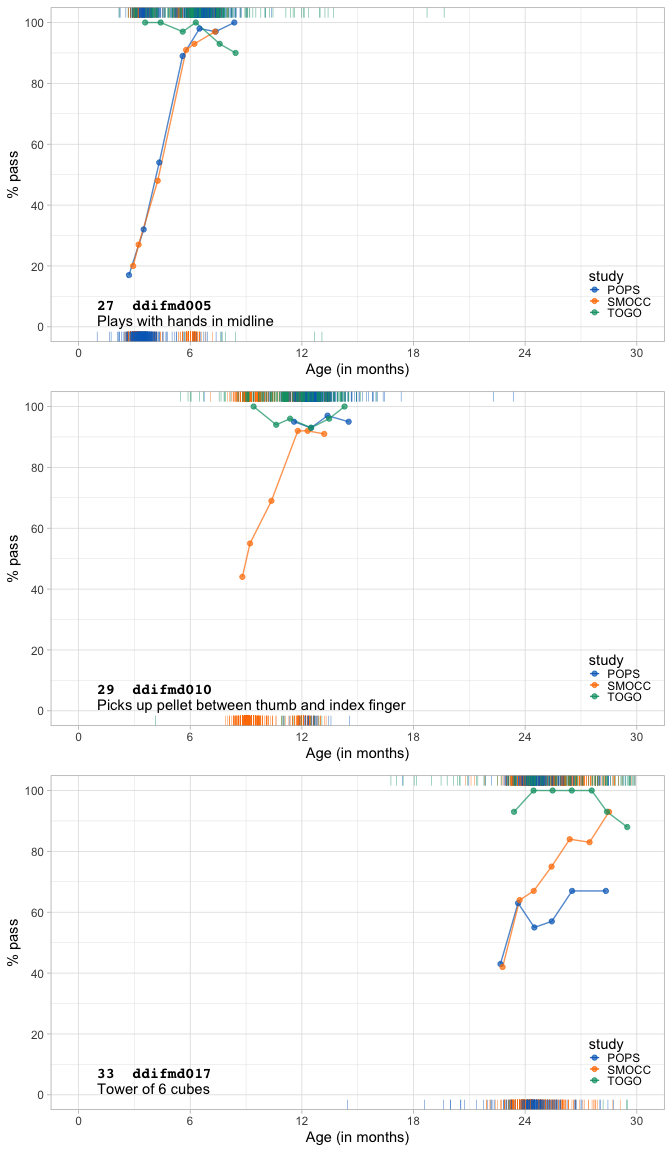 100
80
60
40
20
0
% pass
27 ddifmd005
Plays with hands in midline
study
POPS
SMOCC
TOGO
0 6 12 18 24 30
Age (in months)
100
80
60
40
20
0
% pass
29 ddifmd010
Picks up pellet between thumb and index finger
study
POPS
SMOCC
TOGO
0 6 12 18 24 30
Age (in months)
100
80
60
40
20
0
% pass
33 ddifmd017
Tower of 6 cubes
study
POPS
SMOCC
TOGO
0 6 12 18 24 30
Age (in months)